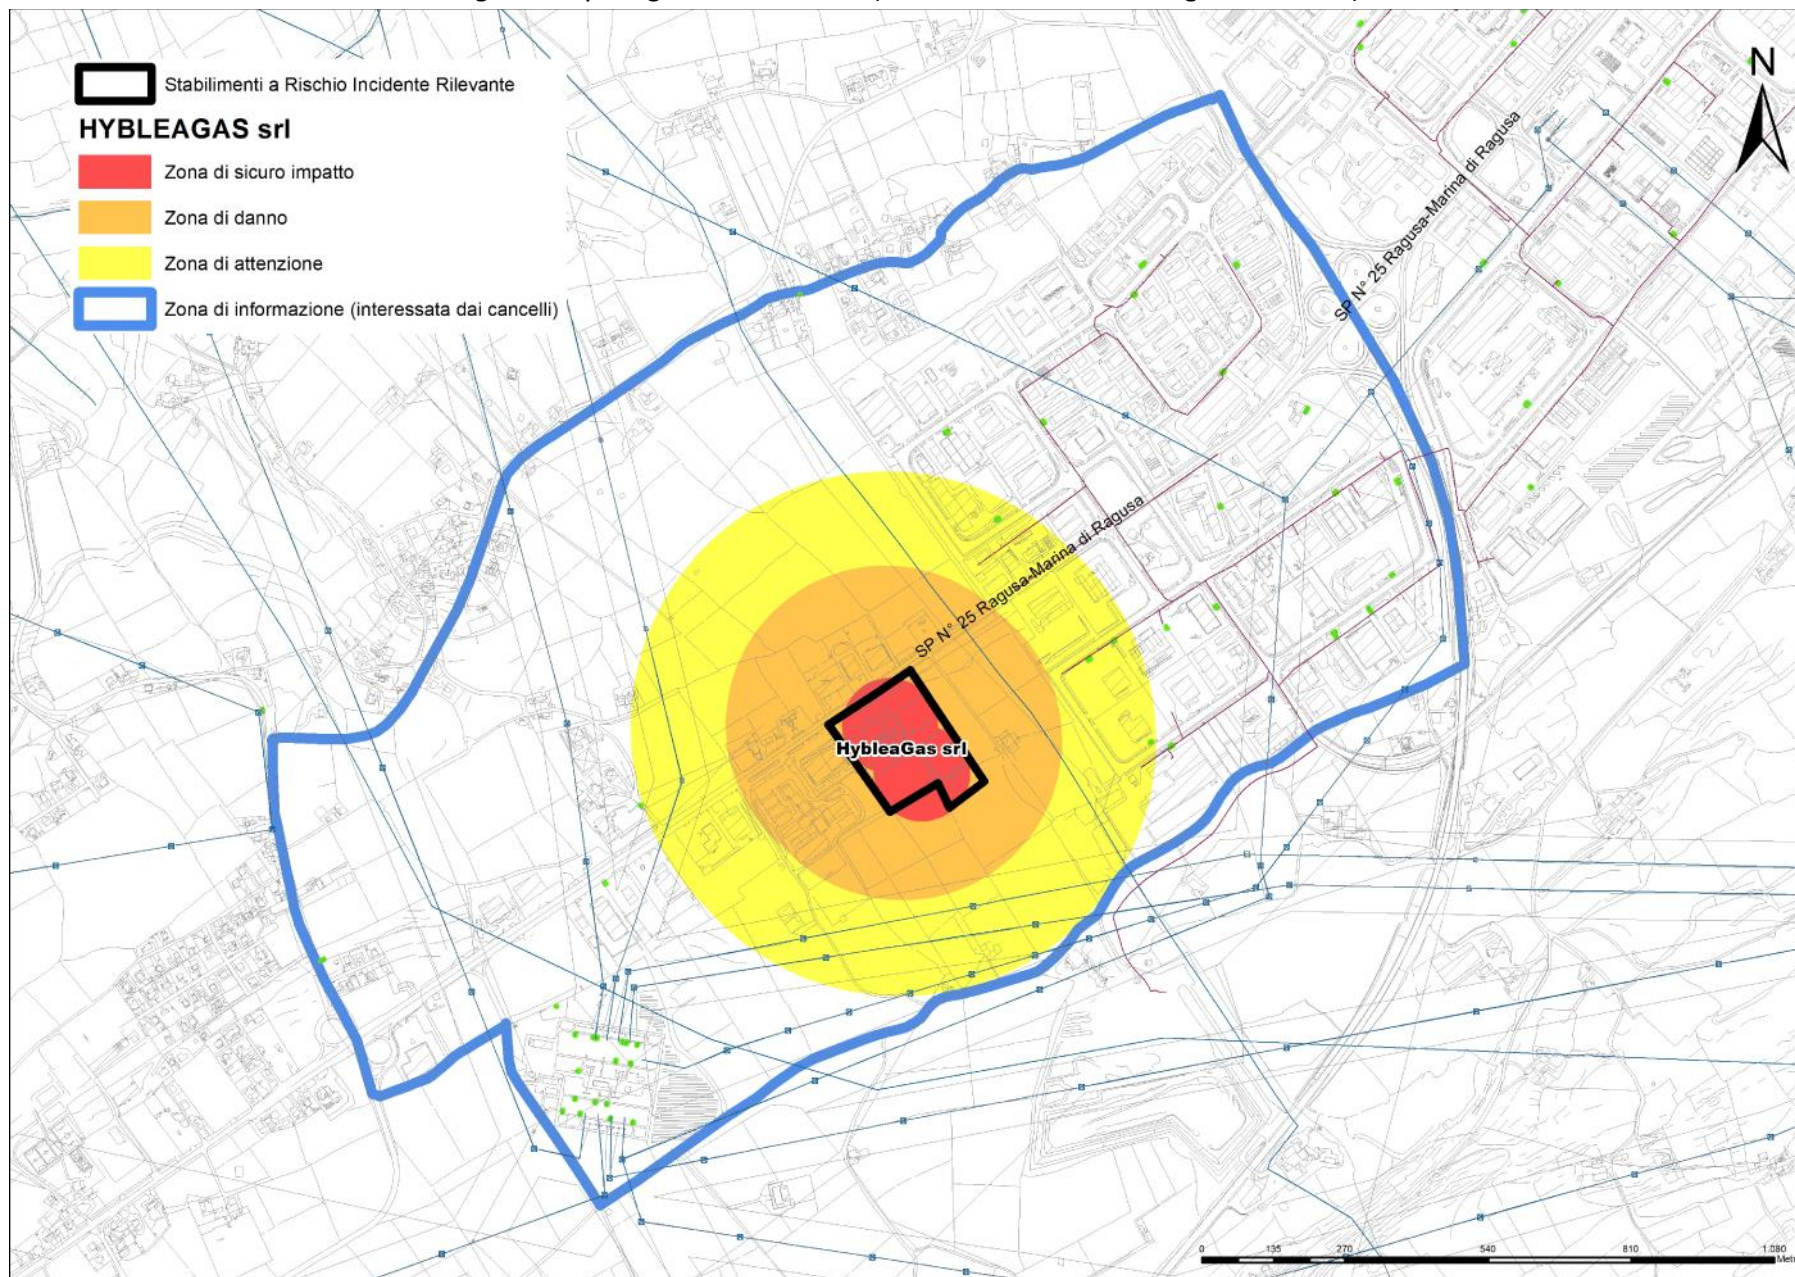 Stabilimenti a Rischio Incidente Rilevante
HYBLEAGAS srl
Zona di sicuro impatto
Zona di danno
Zona di attenzione
Zona di informazione (interessata dai cancelli)
N
SP N° 25 Ragusa-Marina di Ragusa
SP N° 25 Ragusa-Marina di Ragusa
HybleaGas srl
0 135 270 540 810 1.080